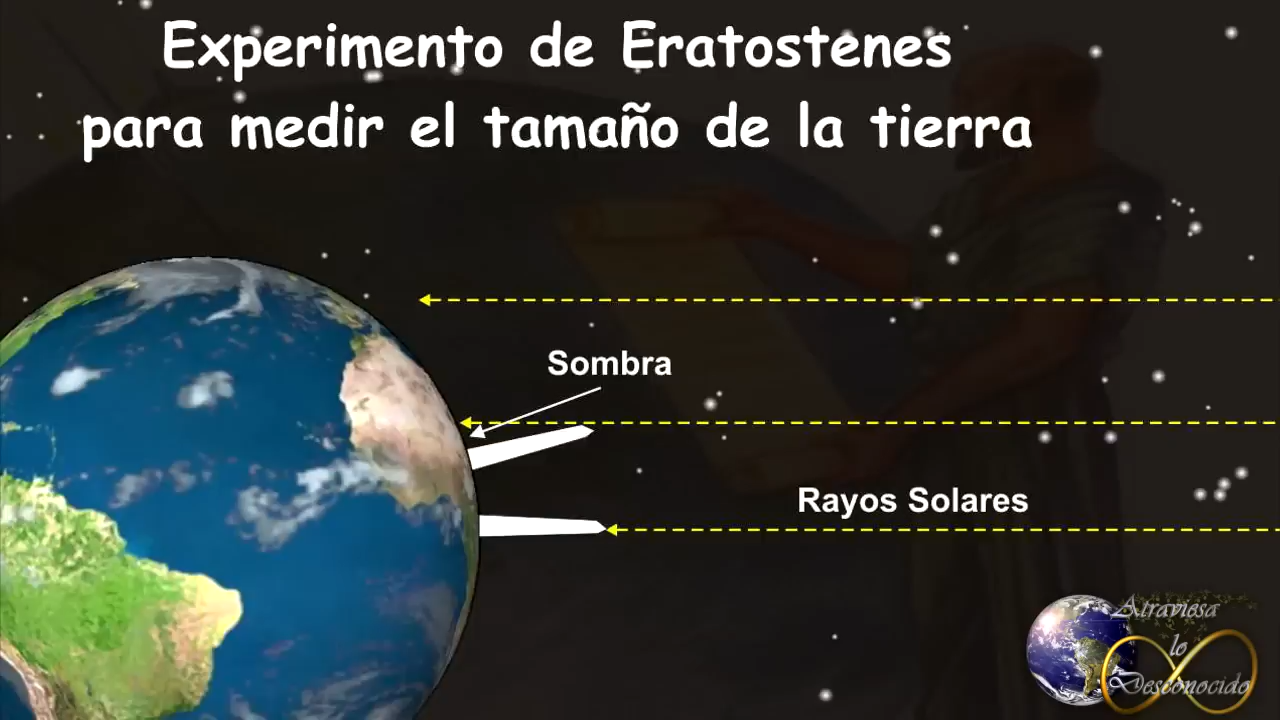 Experimento de Eratostenes
para medir el tamaño de la tierra
Sombra
Rayos Solares
Atraviesa
lo
Desconocido